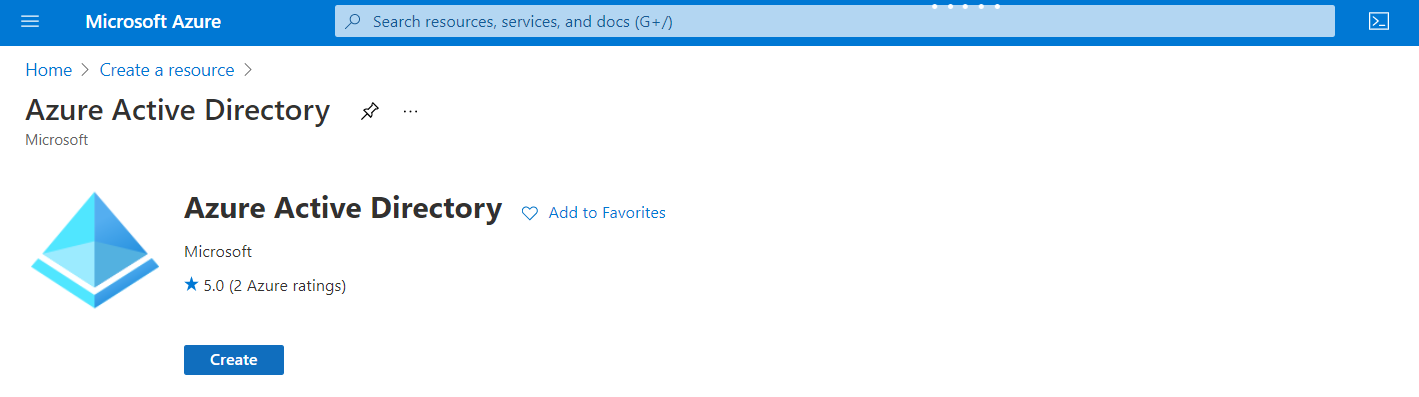 Microsoft Azure
Search resources, services, and docs (G+/)
Home > Create a resource >
Azure Active Directory ...
Microsoft
Azure Active Directory Add to Favorites
Microsoft
★ 5.0 (2 Azure ratings)
Create